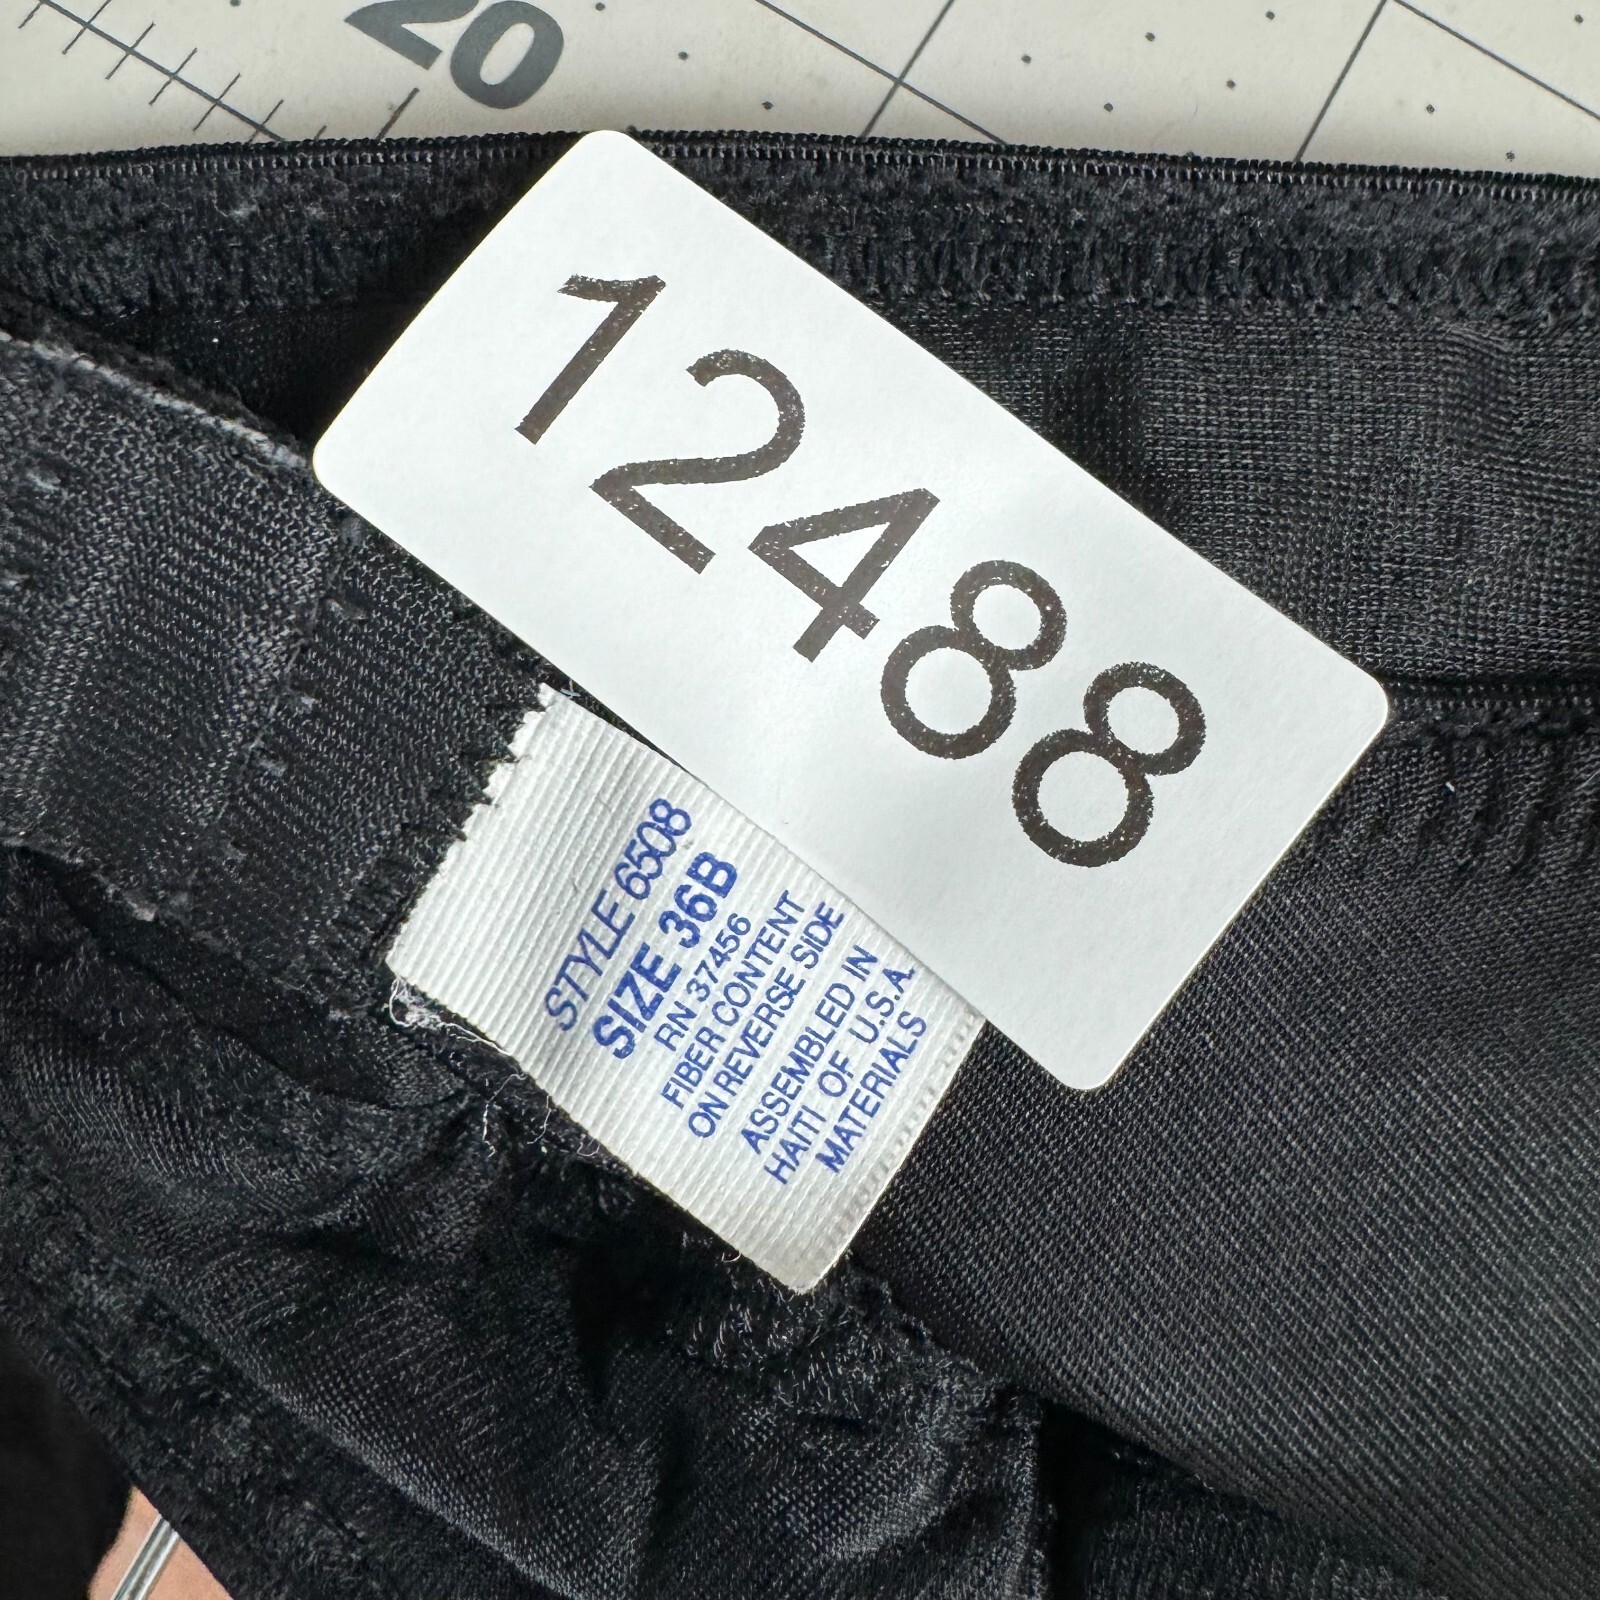 20
12488
STYLE 6508
SIZE 36B
RN 37456
FIBER CONTENT
ON REVERSE SIDE
ASSEMBLED IN
HAITI OF U.S.A.
MATERIALS